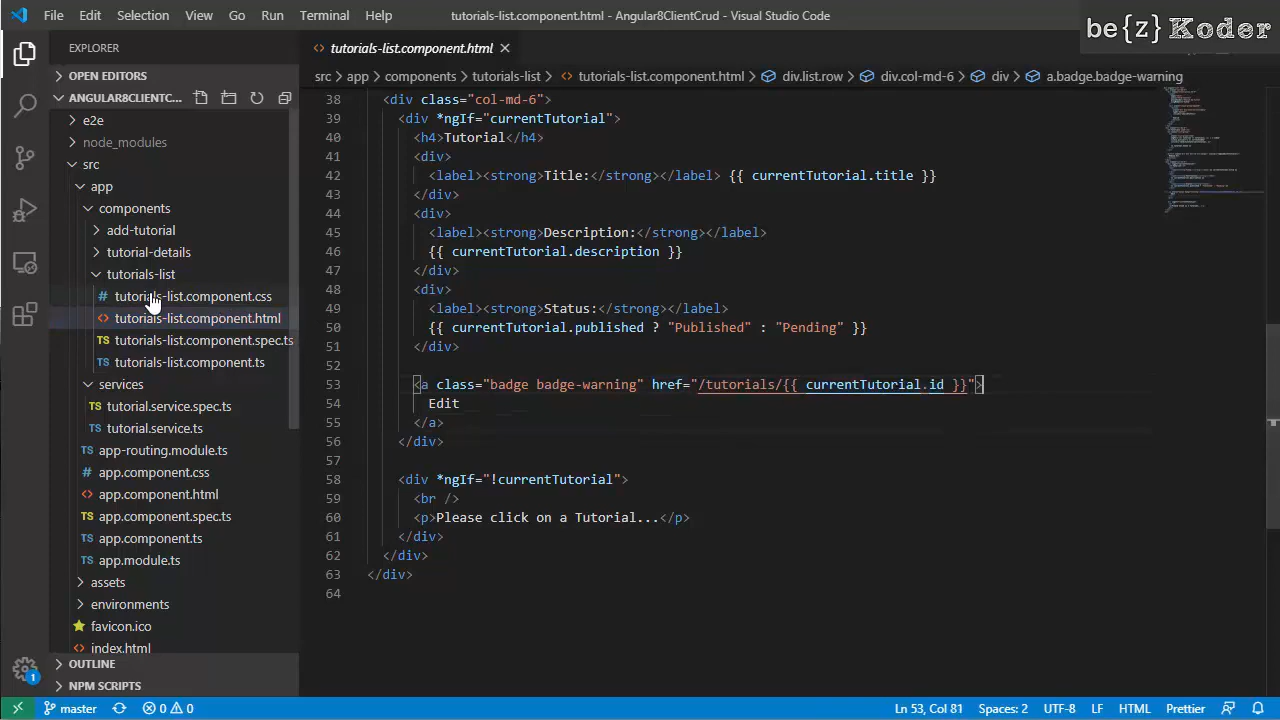 File Edit Selection View Go Run Terminal Help tutorials-list.component.html - Angular8ClientCrud - Visual Studio Code
be{z} Koder
EXPLORER
OPEN EDITORS
ANGULAR8CLIENTC...
e2e
node_modules
src
app
components
add-tutorial
tutorial-details
tutorials-list
# tutorials-list.component.css
<> tutorials-list.component.html
TS tutorials-list.component.spec.ts
TS tutorials-list.component.ts
services
TS tutorial.service.spec.ts
TS tutorial.service.ts
TS app-routing.module.ts
# app.component.css
<> app.component.html
TS app.component.spec.ts
TS app.component.ts
TS app.module.ts
assets
environments
favicon.ico
<> index.html
OUTLINE
NPM SCRIPTS
1
<> tutorials-list.component.html ×
src > app > components > tutorials-list > <> tutorials-list.component.html > div.list.row > div.col-md-6 > div > a.badge.badge-warning
38 <div class="col-md-6">
39 <div *ngIf="currentTutorial">
40 <h4>Tutorial</h4>
41 <div>
42 <label><strong>Title:</strong></label> {{ currentTutorial.title }}
43 </div>
44 <div>
45 <label><strong>Description:</strong></label>
46 {{ currentTutorial.description }}
47 </div>
48 <div>
49 <label><strong>Status:</strong></label>
50 {{ currentTutorial.published ? "Published" : "Pending" }}
51 </div>
52
53 <a class="badge badge-warning" href="/tutorials/{{ currentTutorial.id }}">
54 Edit
55 </a>
56 </div>
57
58 <div *ngIf="!currentTutorial">
59 <br />
60 <p>Please click on a Tutorial...</p>
61 </div>
62 </div>
63 </div>
64
master 0 0 Ln 53, Col 81 Spaces: 2 UTF-8 LF HTML Prettier